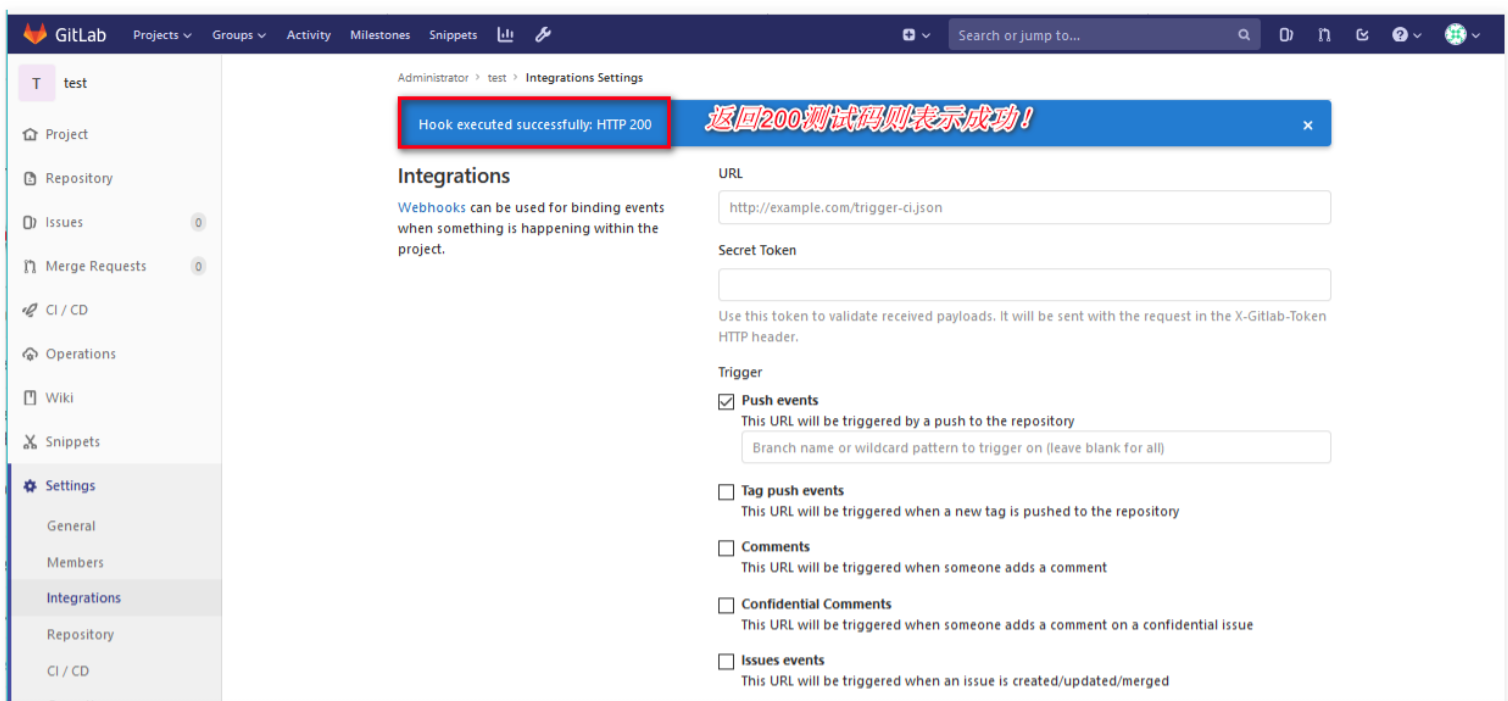 GitLab Projects Groups Activity Milestones Snippets Search or jump to...
T test
Project
Repository
Issues 0
Merge Requests 0
CI / CD
Operations
Wiki
Snippets
Settings
General
Members
Integrations
Repository
CI / CD
Administrator > test > Integrations Settings
Hook executed successfully: HTTP 200 返回200测试码则表示成功! ×
Integrations
Webhooks can be used for binding events
when something is happening within the
project.
URL
http://example.com/trigger-ci.json
Secret Token
Use this token to validate received payloads. It will be sent with the request in the X-Gitlab-Token
HTTP header.
Trigger
Push events
This URL will be triggered by a push to the repository
Branch name or wildcard pattern to trigger on (leave blank for all)
Tag push events
This URL will be triggered when a new tag is pushed to the repository
Comments
This URL will be triggered when someone adds a comment
Confidential Comments
This URL will be triggered when someone adds a comment on a confidential issue
Issues events
This URL will be triggered when an issue is created/updated/merged